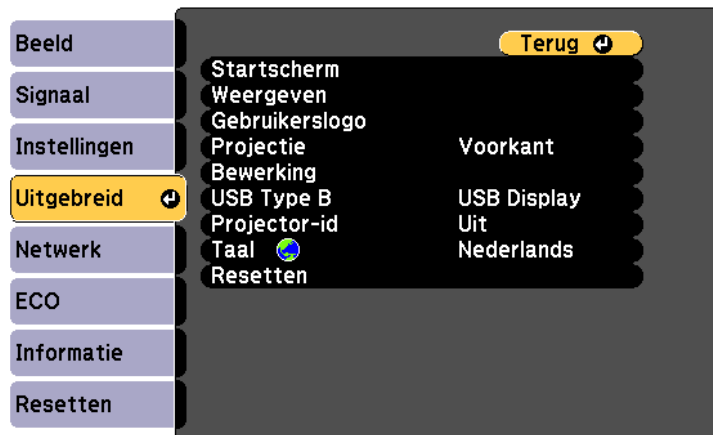 Beeld
Signaal
Instellingen
Uitgebreid
Netwerk
ECO
Informatie
Resetten
Terug
Startscherm
Weergeven
Gebruikerslogo
Projectie Voorkant
Bewerking
USB Type B USB Display
Projector-id Uit
Taal Nederlands
Resetten